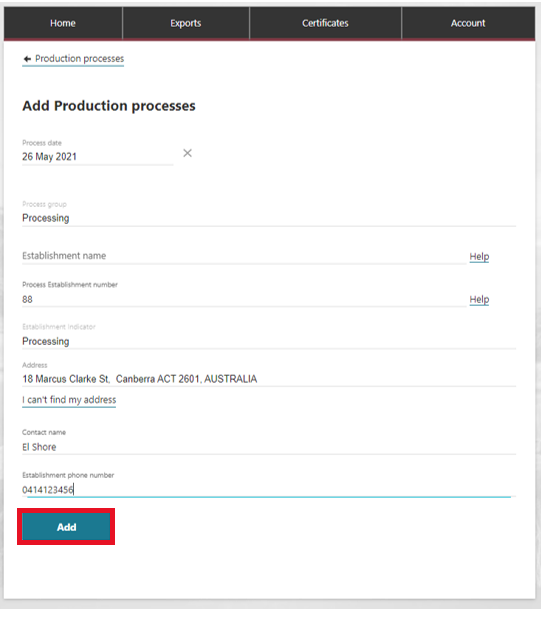 Home Exports Certificates Account
Production processes
Add Production processes
Process date
26 May 2021
Process group
Processing
Establishment name Help
Process Establishment number
88 Help
Establishment indicator
Processing
Address
18 Marcus Clarke St, Canberra ACT 2601, AUSTRALIA
I can't find my address
Contact name
El Shore
Establishment phone number
0414123456
Add